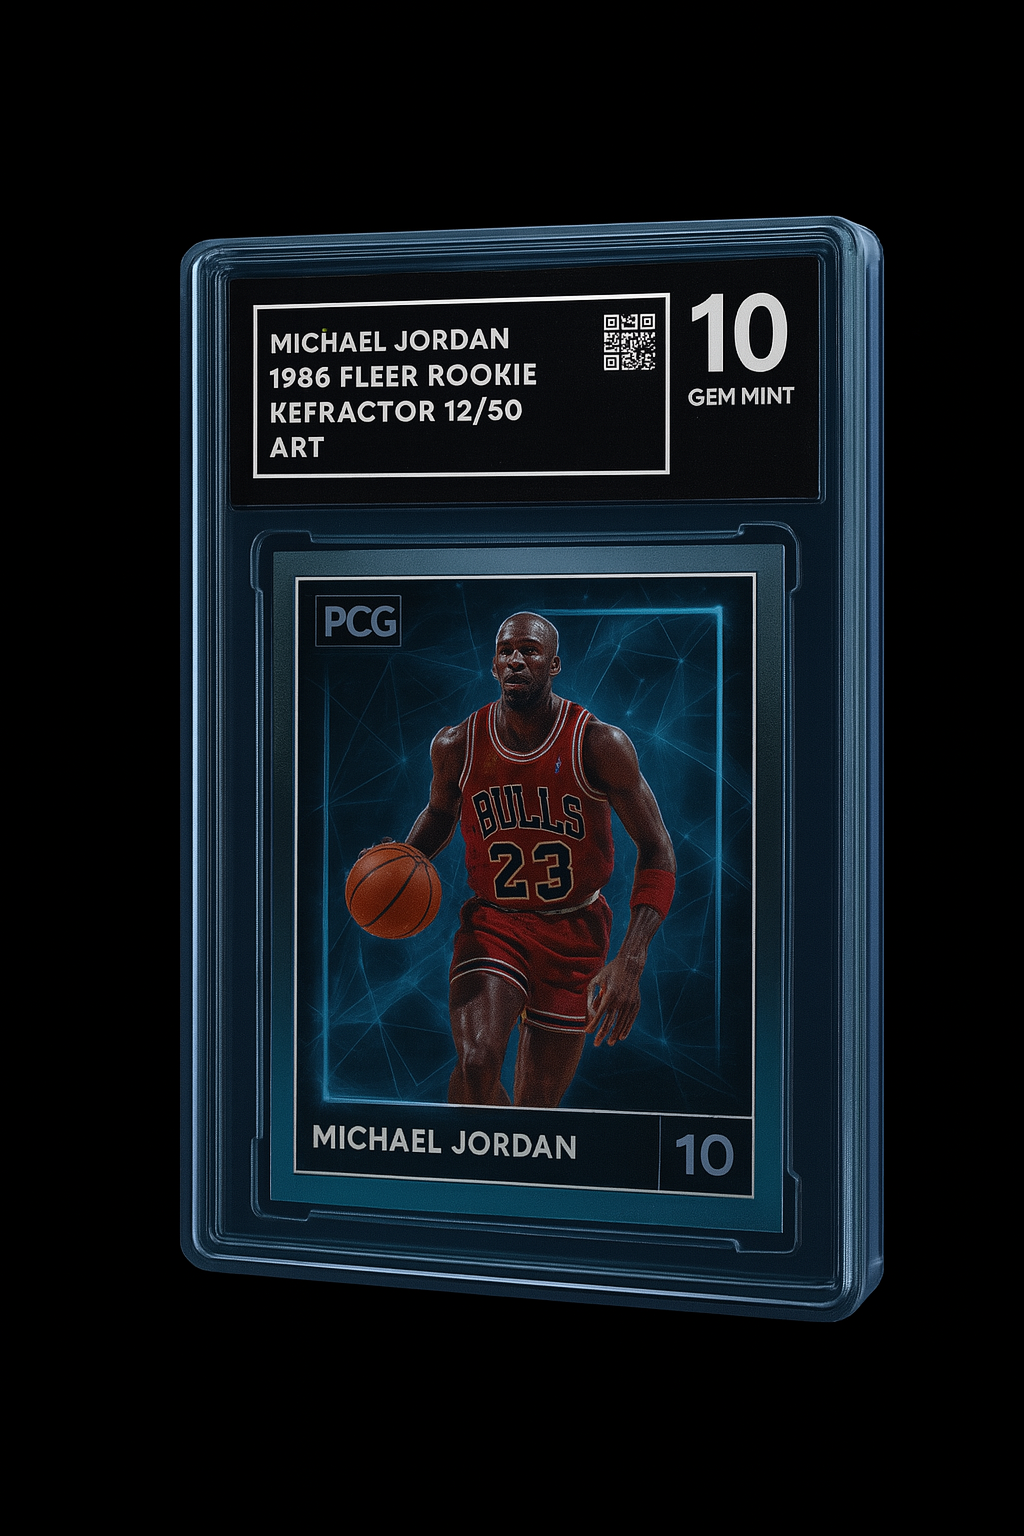 MICHAEL JORDAN
1986 FLEER ROOKIE
KEFRACTOR 12/50
ART
10
GEM MINT
PCG
BULLS
23
MICHAEL JORDAN
10